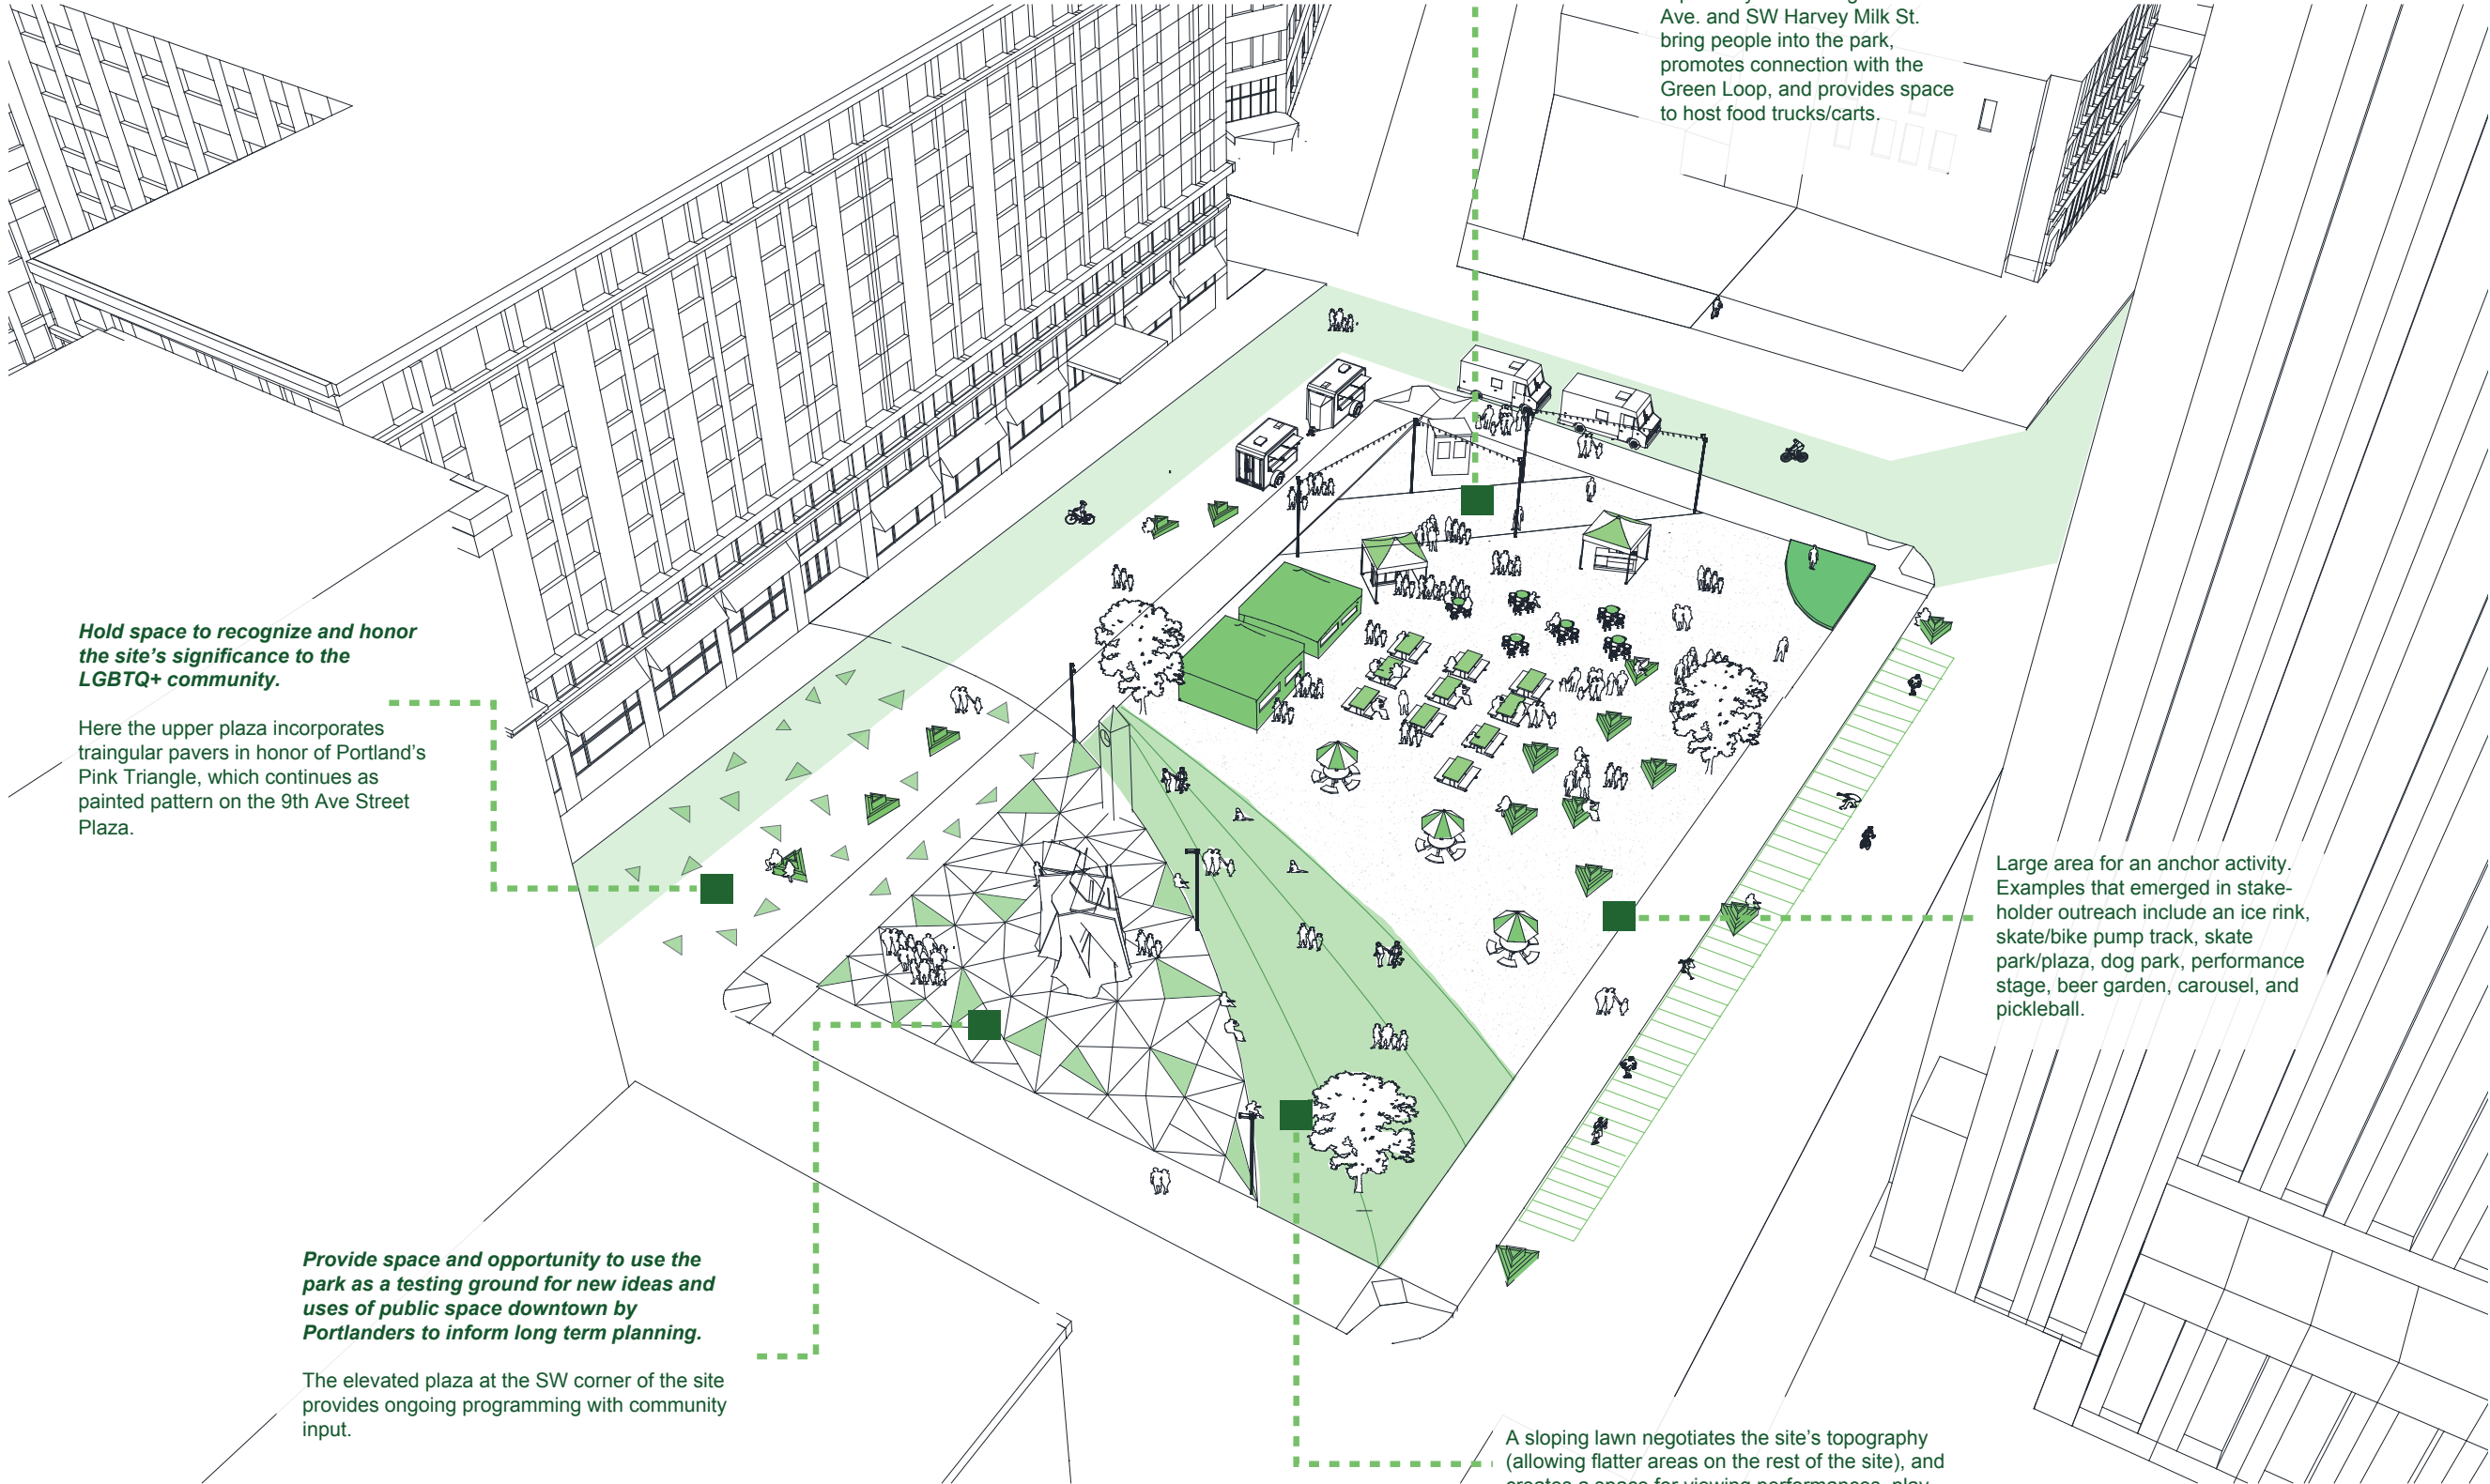 Ave. and SW Harvey Milk St.
bring people into the park,
promotes connection with the
Green Loop, and provides space
to host food trucks/carts.
Hold space to recognize and honor
the site's significance to the
LGBTQ+ community.
Here the upper plaza incorporates
traingular pavers in honor of Portland's
Pink Triangle, which continues as
painted pattern on the 9th Ave Street
Plaza.
Large area for an anchor activity.
Examples that emerged in stake-
holder outreach include an ice rink,
skate/bike pump track, skate
park/plaza, dog park, performance
stage, beer garden, carousel, and
pickleball.
Provide space and opportunity to use the
park as a testing ground for new ideas and
uses of public space downtown by
Portlanders to inform long term planning.
The elevated plaza at the SW corner of the site
provides ongoing programming with community
input.
A sloping lawn negotiates the site's topography
(allowing flatter areas on the rest of the site), and
creates a space for viewing performances, play